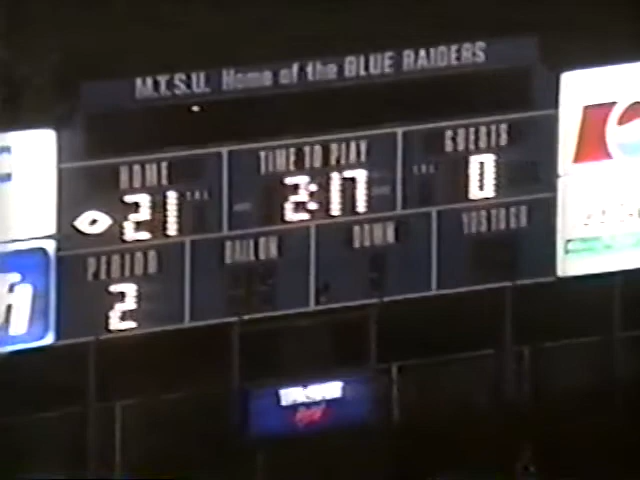 M.T.S.U. Home of the BLUE RAIDERS
HOME
TIME TO PLAY
GUESTS
21
2:17
0
PERIOD
BALL ON
DOWN
YDS TO GO
2